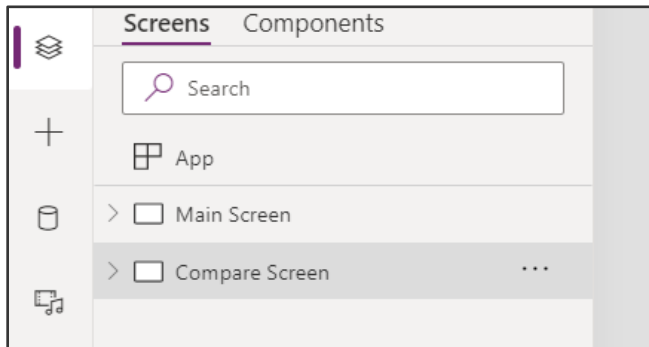 Screens Components
Search
App
Main Screen
Compare Screen ...